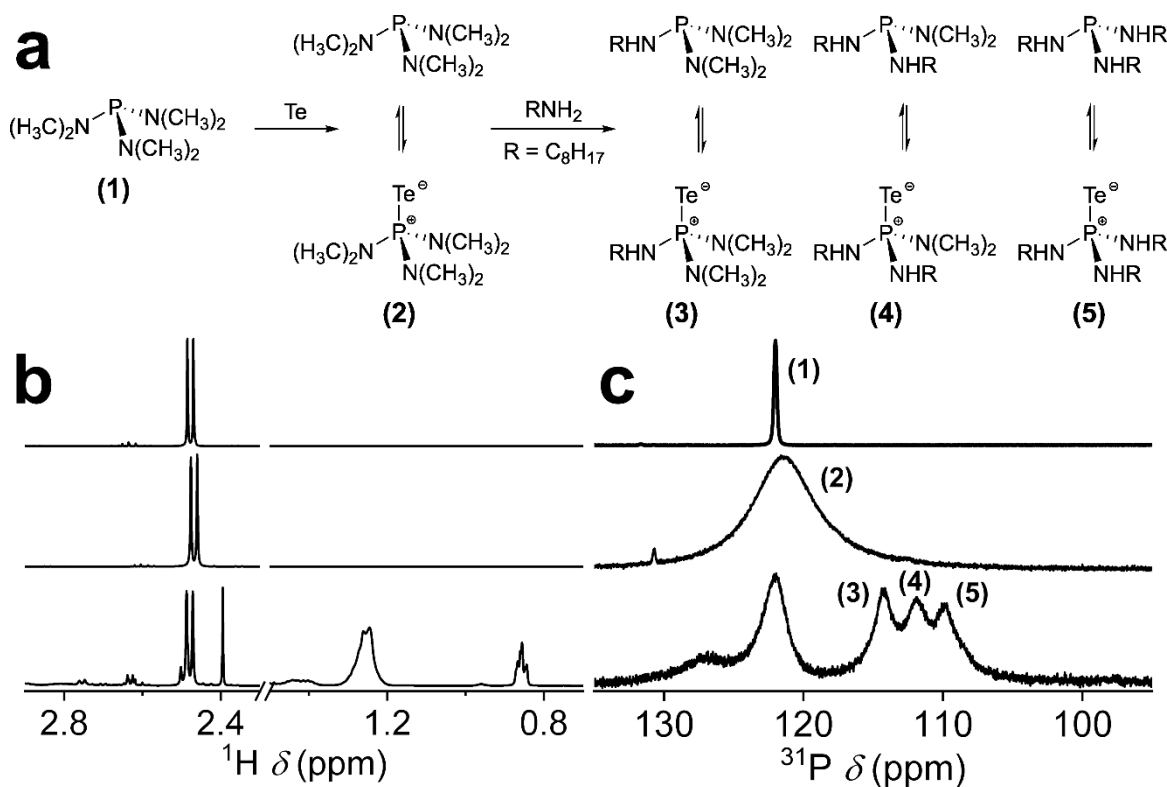 a
(H₃C)₂N P N(CH₃)₂
N(CH₃)₂
(1)
Te
(H₃C)₂N P N(CH₃)₂
N(CH₃)₂
Te⊖
(H₃C)₂N P⊕ N(CH₃)₂
N(CH₃)₂
(2)
RNH₂
R = C₈H₁₇
RHN P N(CH₃)₂
N(CH₃)₂
Te⊖
RHN P⊕ N(CH₃)₂
N(CH₃)₂
(3)
RHN P N(CH₃)₂
NHR
Te⊖
RHN P⊕ N(CH₃)₂
NHR
(4)
RHN P NHR
NHR
Te⊖
RHN P⊕ NHR
NHR
(5)
b
2.8 2.4 // 1.2 0.8
¹H δ (ppm)
c
(1)
(2)
(3) (4) (5)
130 120 110 100
³¹P δ (ppm)